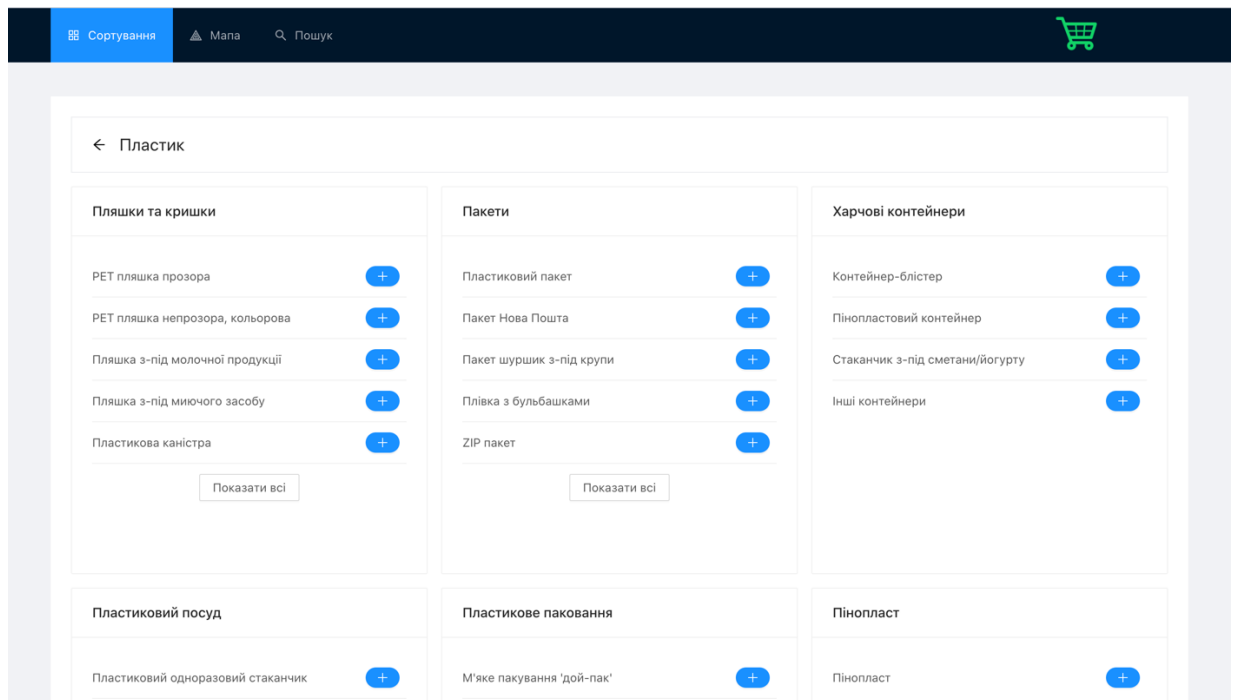 Сортування
Мапа
Пошук
Пластик
Пляшки та кришки
PET пляшка прозора
PET пляшка непрозора, кольорова
Пляшка з-під молочної продукції
Пляшка з-під миючого засобу
Пластикова каністра
Показати всі
Пакети
Пластиковий пакет
Пакет Нова Пошта
Пакет шуршик з-під крупи
Плівка з бульбашками
ZIP пакет
Показати всі
Харчові контейнери
Контейнер-блістер
Пінопластовий контейнер
Стаканчик з-під сметани/йогурту
Інші контейнери
Пластиковий посуд
Пластиковий одноразовий стаканчик
Пластикове паковання
М'яке пакування 'дой-пак'
Пінопласт
Пінопласт